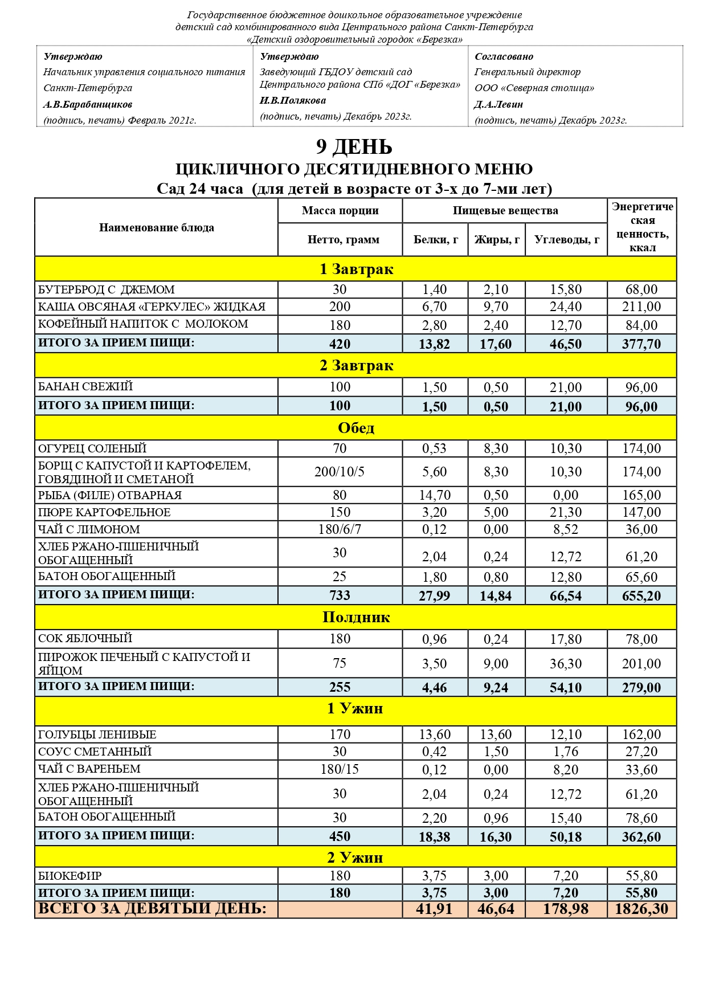 Государственное бюджетное дошкольное образовательное учреждение
детский сад комбинированного вида Центрального района Санкт-Петербурга
«Детский оздоровительный городок «Березка»
Утверждаю
Начальник управления социального питания
Санкт-Петербурга
А.В.Барабанщиков
(подпись, печать) Февраль 2021г.
Утверждаю
Заведующий ГБДОУ детский сад
Центрального района СПб «ДОГ «Березка»
И.В.Полякова
(подпись, печать) Декабрь 2023г.
Согласовано
Генеральный директор
ООО «Северная столица»
Д.А.Левин
(подпись, печать) Декабрь 2023г.
9 ДЕНЬ
ЦИКЛИЧНОГО ДЕСЯТИДНЕВНОГО МЕНЮ
Сад 24 часа (для детей в возрасте от 3-х до 7-ми лет)
Наименование блюда
Масса порции
Нетто, грамм
Пищевые вещества
Белки, г Жиры, г Углеводы, г
Энергетиче
ская
ценность,
ккал
1 Завтрак
БУТЕРБРОД С ДЖЕМОМ 30 1,40 2,10 15,80 68,00
КАША ОВСЯНАЯ «ГЕРКУЛЕС» ЖИДКАЯ 200 6,70 9,70 24,40 211,00
КОФЕЙНЫЙ НАПИТОК С МОЛОКОМ 180 2,80 2,40 12,70 84,00
ИТОГО ЗА ПРИЕМ ПИЩИ: 420 13,82 17,60 46,50 377,70
2 Завтрак
БАНАН СВЕЖИЙ 100 1,50 0,50 21,00 96,00
ИТОГО ЗА ПРИЕМ ПИЩИ: 100 1,50 0,50 21,00 96,00
Обед
ОГУРЕЦ СОЛЕНЫЙ 70 0,53 8,30 10,30 174,00
БОРЩ С КАПУСТОЙ И КАРТОФЕЛЕМ,
ГОВЯДИНОЙ И СМЕТАНОЙ 200/10/5 5,60 8,30 10,30 174,00
РЫБА (ФИЛЕ) ОТВАРНАЯ 80 14,70 0,50 0,00 165,00
ПЮРЕ КАРТОФЕЛЬНОЕ 150 3,20 5,00 21,30 147,00
ЧАЙ С ЛИМОНОМ 180/6/7 0,12 0,00 8,52 36,00
ХЛЕБ РЖАНО-ПШЕНИЧНЫЙ
ОБОГАЩЕННЫЙ 30 2,04 0,24 12,72 61,20
БАТОН ОБОГАЩЕННЫЙ 25 1,80 0,80 12,80 65,60
ИТОГО ЗА ПРИЕМ ПИЩИ: 733 27,99 14,84 66,54 655,20
Полдник
СОК ЯБЛОЧНЫЙ 180 0,96 0,24 17,80 78,00
ПИРОЖОК ПЕЧЕНЫЙ С КАПУСТОЙ И
ЯЙЦОМ 75 3,50 9,00 36,30 201,00
ИТОГО ЗА ПРИЕМ ПИЩИ: 255 4,46 9,24 54,10 279,00
1 Ужин
ГОЛУБЦЫ ЛЕНИВЫЕ 170 13,60 13,60 12,10 162,00
СОУС СМЕТАННЫЙ 30 0,42 1,50 1,76 27,20
ЧАЙ С ВАРЕНЬЕМ 180/15 0,12 0,00 8,20 33,60
ХЛЕБ РЖАНО-ПШЕНИЧНЫЙ
ОБОГАЩЕННЫЙ 30 2,04 0,24 12,72 61,20
БАТОН ОБОГАЩЕННЫЙ 30 2,20 0,96 15,40 78,60
ИТОГО ЗА ПРИЕМ ПИЩИ: 450 18,38 16,30 50,18 362,60
2 Ужин
БИОКЕФИР 180 3,75 3,00 7,20 55,80
ИТОГО ЗА ПРИЕМ ПИЩИ: 180 3,75 3,00 7,20 55,80
ВСЕГО ЗА ДЕВЯТЫЙ ДЕНЬ: 41,91 46,64 178,98 1826,30